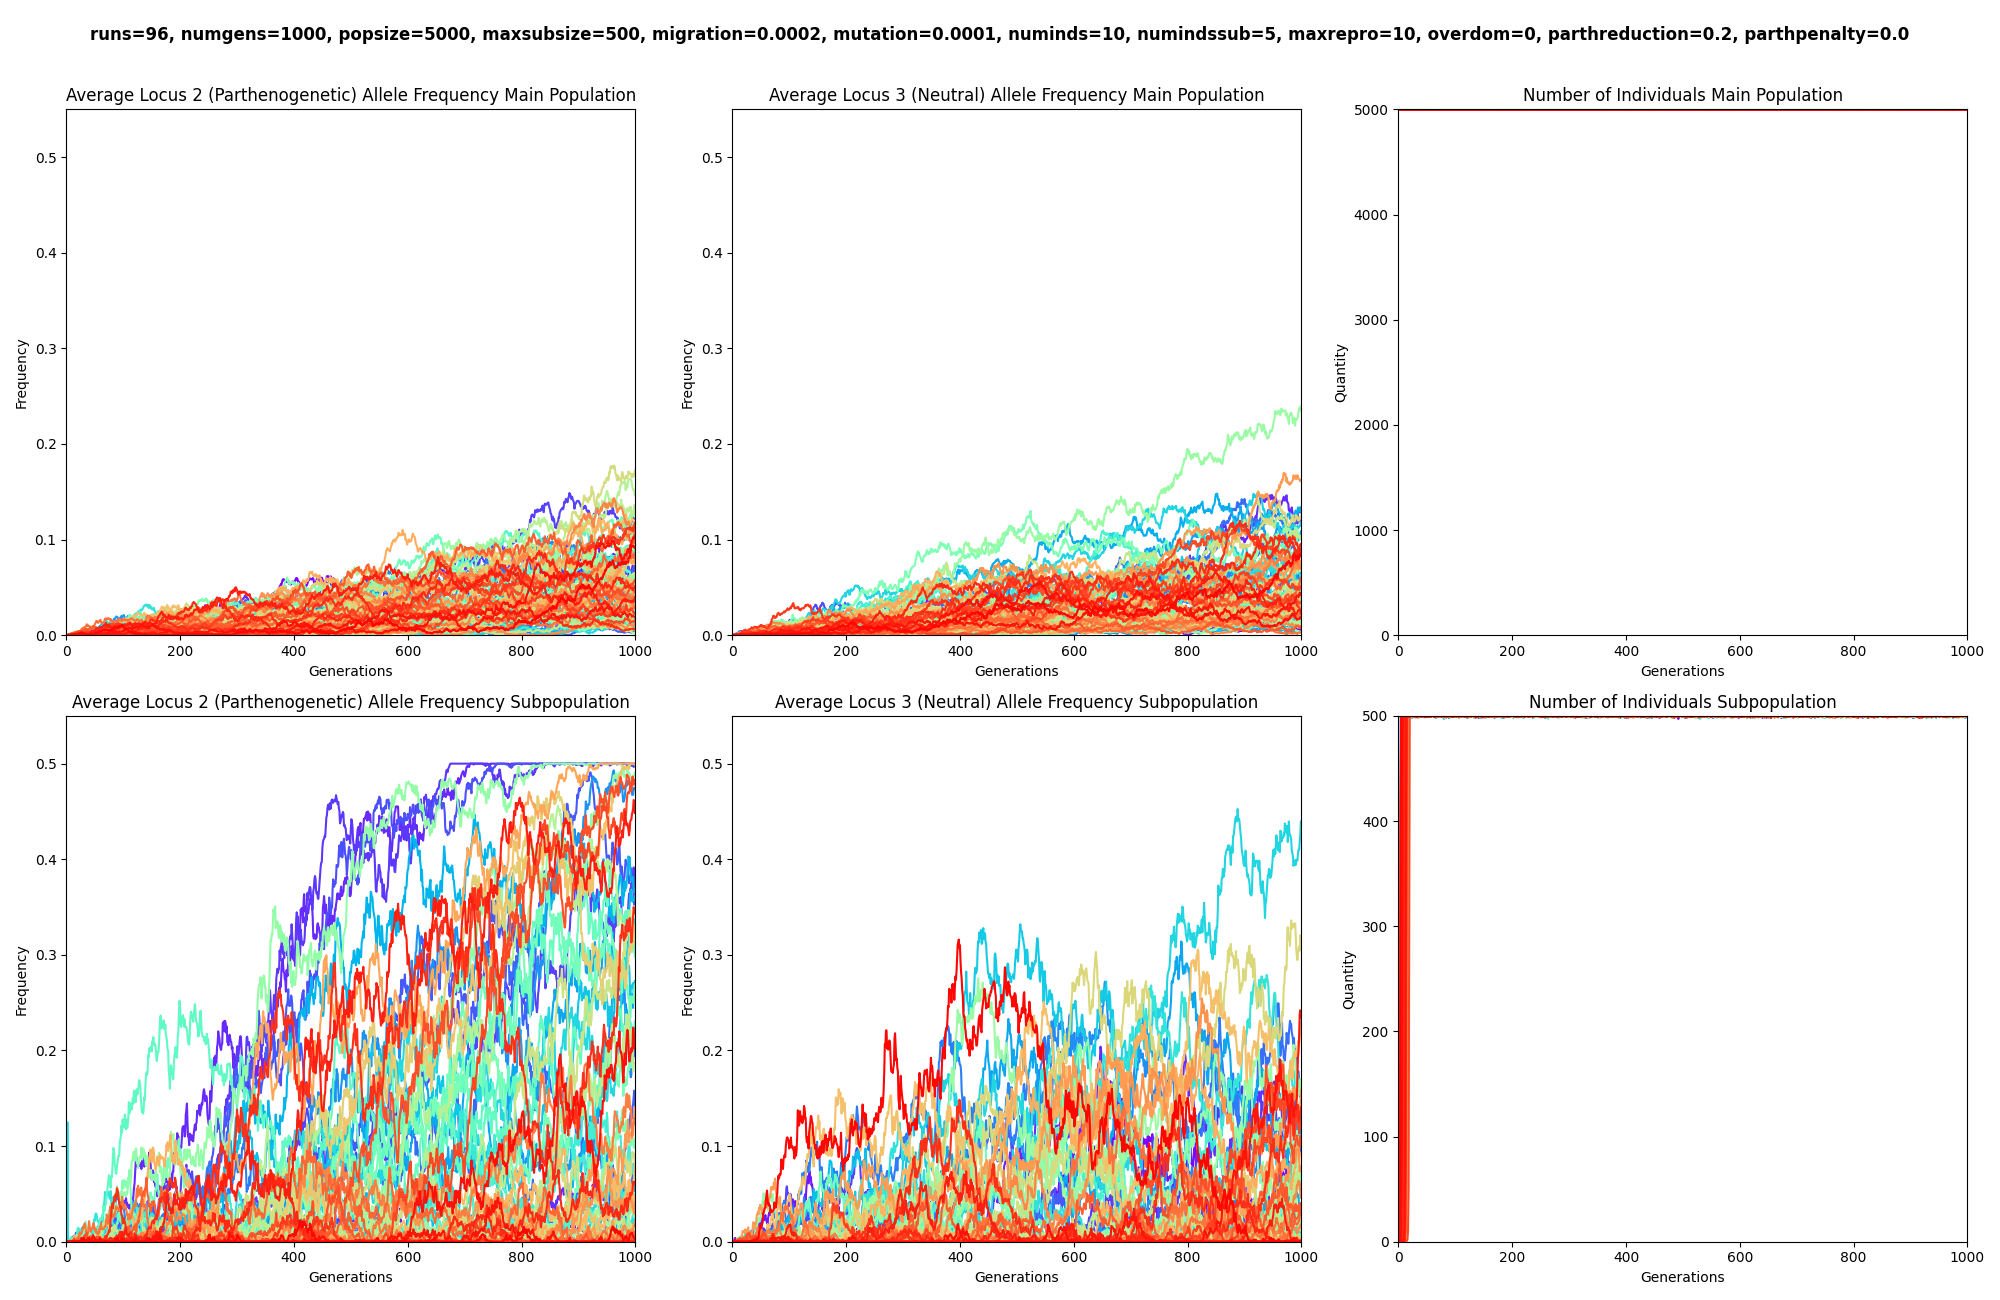 runs=96, numgens=1000, popsize=5000, maxsubsize=500, migration=0.0002, mutation=0.0001, numinds=10, numindssub=5, maxrepro=10, overdom=0, parthreduction=0.2, parthpenalty=0.0
Average Locus 2 (Parthenogenetic) Allele Frequency Main Population
0.5
0.4
0.3
0.2
0.1
0.0
Frequency
0 200 400 600 800 1000
Generations
Average Locus 3 (Neutral) Allele Frequency Main Population
0.5
0.4
0.3
0.2
0.1
0.0
Frequency
0 200 400 600 800 1000
Generations
Number of Individuals Main Population
5000
4000
3000
2000
1000
0
Quantity
0 200 400 600 800 1000
Generations
Average Locus 2 (Parthenogenetic) Allele Frequency Subpopulation
0.5
0.4
0.3
0.2
0.1
0.0
Frequency
0 200 400 600 800 1000
Generations
Average Locus 3 (Neutral) Allele Frequency Subpopulation
0.5
0.4
0.3
0.2
0.1
0.0
Frequency
0 200 400 600 800 1000
Generations
Number of Individuals Subpopulation
500
400
300
200
100
0
Quantity
0 200 400 600 800 1000
Generations